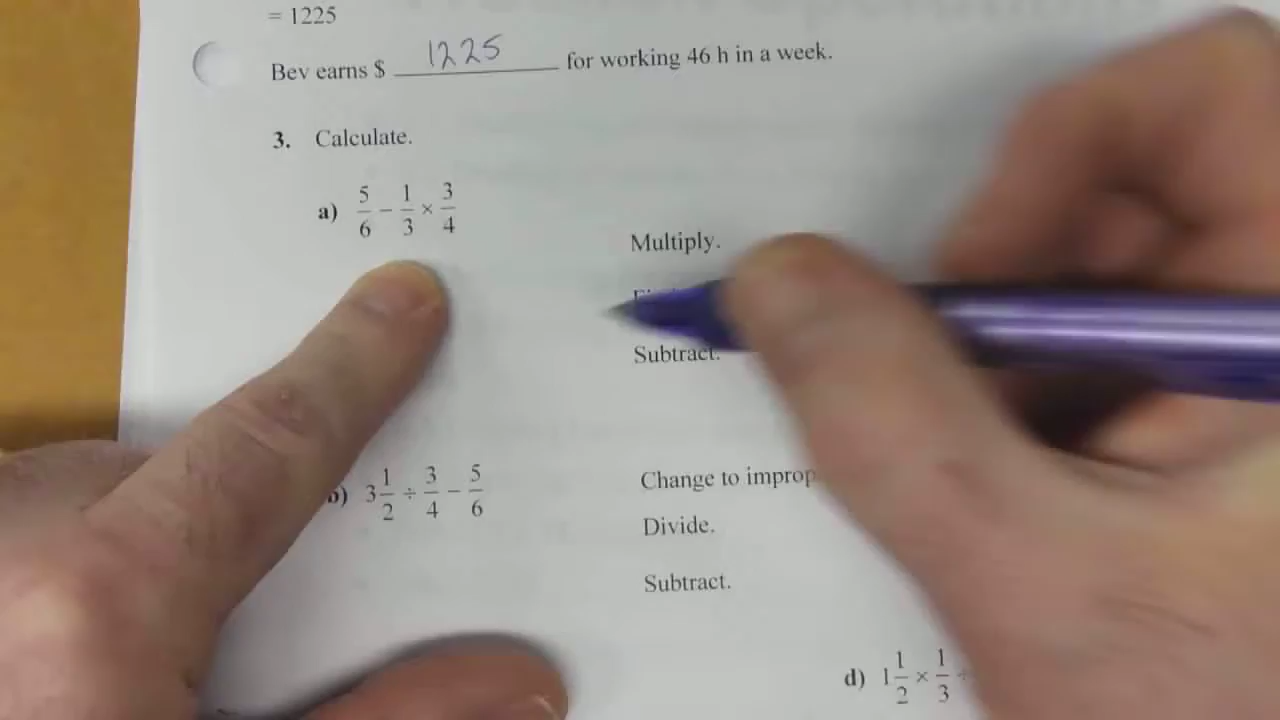 = 1225
Bev earns $ 1225 for working 46 h in a week.
3. Calculate.
a) 5/6 − 1/3 × 3/4
Multiply.
Subtract.
b) 3 1/2 ÷ 3/4 − 5/6
Change to improp
Divide.
Subtract.
d) 1 1/2 × 1/3 ÷